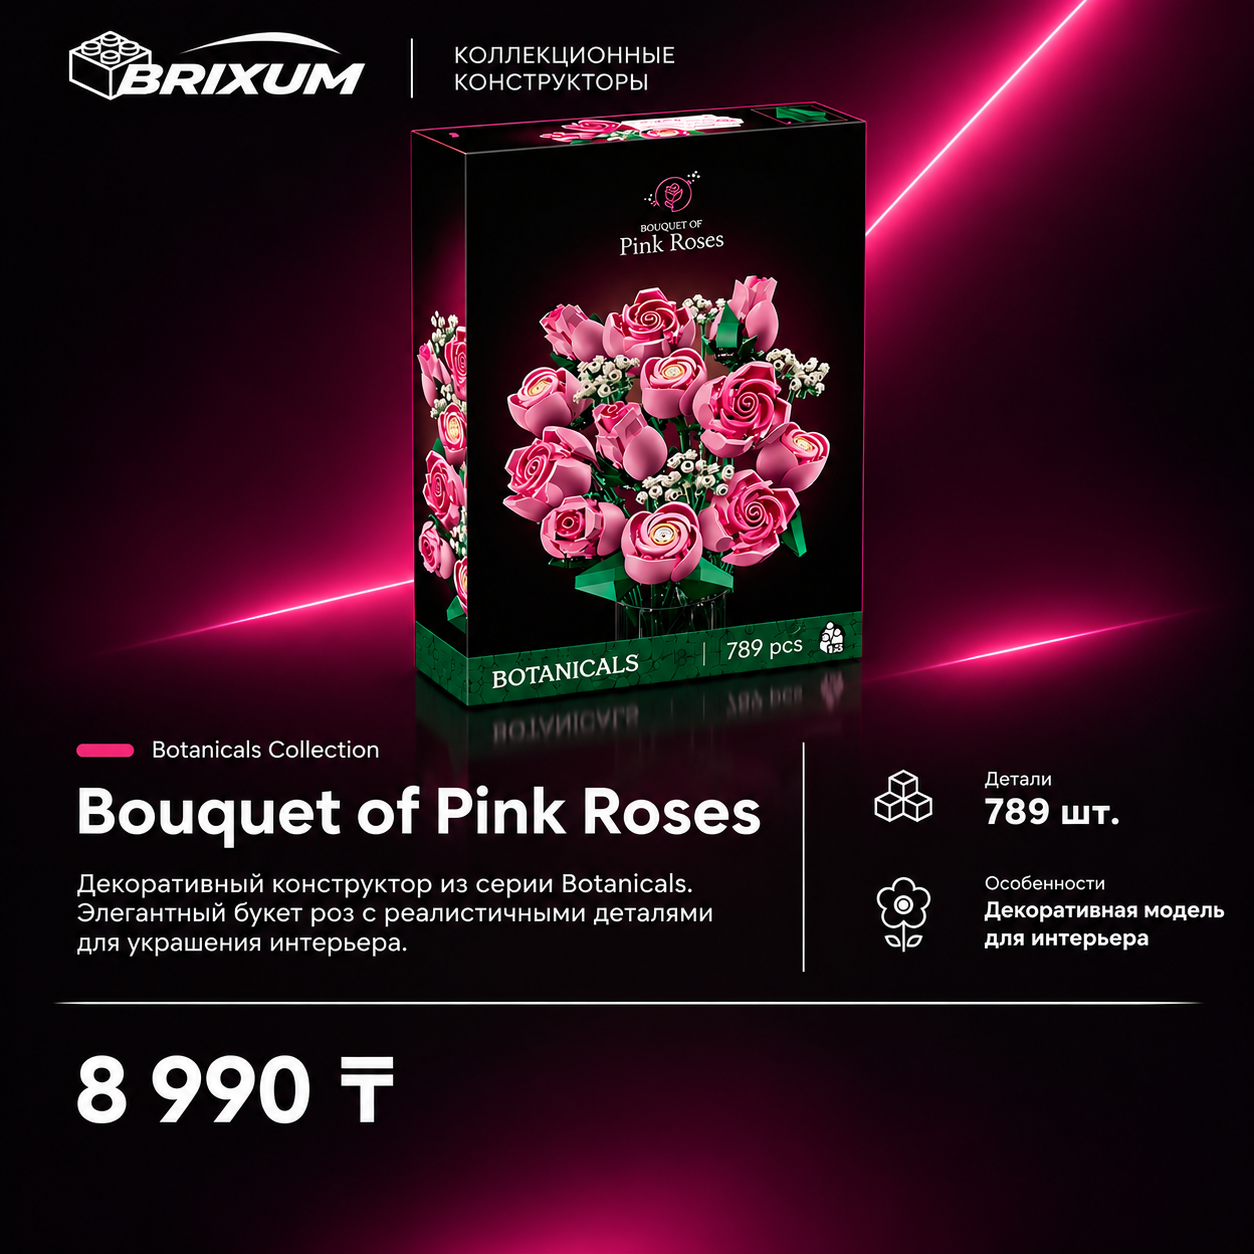 BRIXUM
КОЛЛЕКЦИОННЫЕ
КОНСТРУКТОРЫ
BOUQUET OF
Pink Roses
BOTANICALS
789 pcs
Botanicals Collection
Bouquet of Pink Roses
Декоративный конструктор из серии Botanicals.
Элегантный букет роз с реалистичными деталями
для украшения интерьера.
Детали
789 шт.
Особенности
Декоративная модель
для интерьера
8 990 ₸